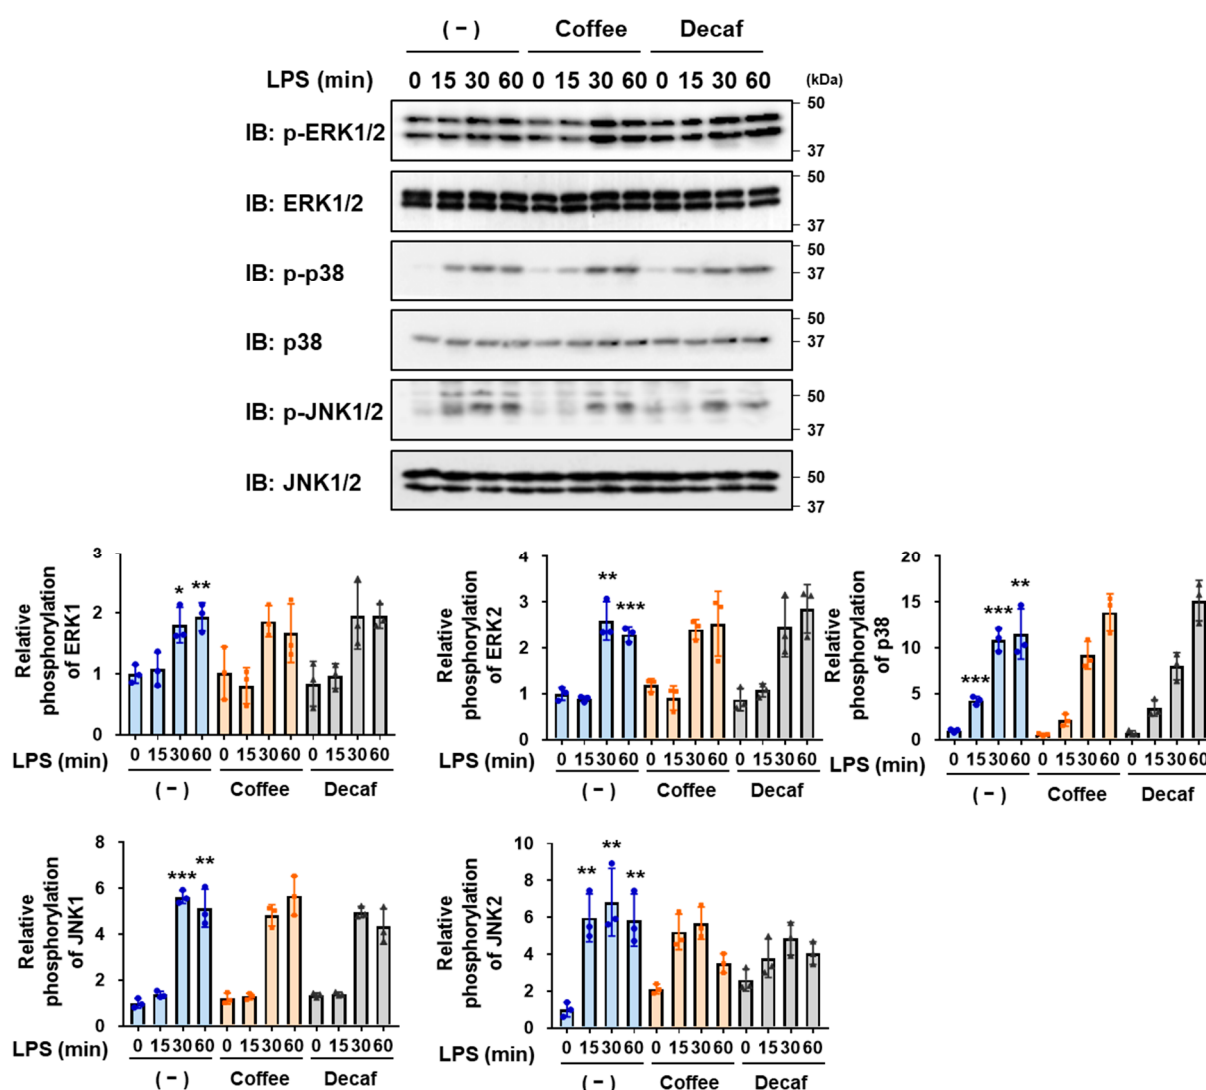 ( − ) Coffee Decaf
LPS (min) 0 15 30 60 0 15 30 60 0 15 30 60 (kDa)
IB: p-ERK1/2 50 37
IB: ERK1/2 50 37
IB: p-p38 50 37
IB: p38 50 37
IB: p-JNK1/2 50 37
IB: JNK1/2 50 37
Relative phosphorylation of ERK1
3
2
1
0
* **
LPS (min) 0 15 30 60 0 15 30 60 0 15 30 60
( − ) Coffee Decaf
Relative phosphorylation of ERK2
4
3
2
1
0
** ***
0 15 30 60 0 15 30 60 0 15 30 60
LPS (min)
( − ) Coffee Decaf
Relative phosphorylation of p38
20
15
10
5
0
*** *** **
0 15 30 60 0 15 30 60 0 15 30 60
LPS (min)
( − ) Coffee Decaf
Relative phosphorylation of JNK1
8
6
4
2
0
*** **
0 15 30 60 0 15 30 60 0 15 30 60
LPS (min)
( − ) Coffee Decaf
Relative phosphorylation of JNK2
10
8
6
4
2
0
** ** **
0 15 30 60 0 15 30 60 0 15 30 60
LPS (min)
( − ) Coffee Decaf